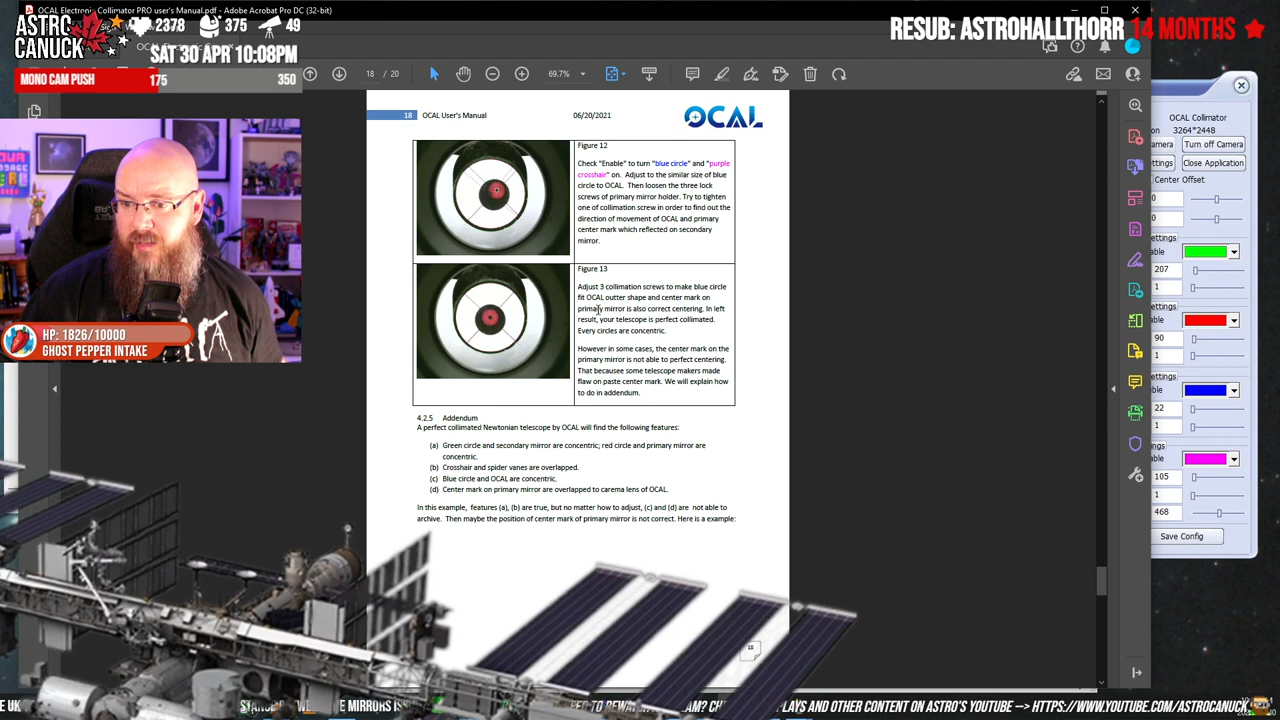 OCAL Electronic Collimator PRO user's Manual.pdf - Adobe Acrobat Pro DC (32-bit)
ASTRO
CANUCK
2378
375
49
SAT 30 APR 10:08PM
MONO CAM PUSH
175
350
RESUB: ASTROHALLTHORR 14 MONTHS
18 / 20
69.7%
18
OCAL User's Manual
06/20/2021
OCAL
Figure 12
Check "Enable" to turn "blue circle" and "purple
crosshair" on. Adjust to the similar size of blue
circle to OCAL. Then loosen the three lock
screws of primary mirror holder. Try to tighten
one of collimation screw in order to find out the
direction of movement of OCAL and primary
center mark which reflected on secondary
mirror.
Figure 13
Adjust 3 collimation screws to make blue circle
fit OCAL outter shape and center mark on
primary mirror is also correct centering. In left
result, your telescope is perfect collimated.
Every circles are concentric.
However in some cases, the center mark on the
primary mirror is not able to perfect centering.
That becausee some telescope makers made
flaw on paste center mark. We will explain how
to do in addendum.
4.2.5 Addendum
A perfect collimated Newtonian telescope by OCAL will find the following features:
(a) Green circle and secondary mirror are concentric; red circle and primary mirror are
concentric.
(b) Crosshair and spider vanes are overlapped.
(c) Blue circle and OCAL are concentric.
(d) Center mark on primary mirror are overlapped to carema lens of OCAL.
In this example, features (a), (b) are true, but no matter how to adjust, (c) and (d) are not able to
archive. Then maybe the position of center mark of primary mirror is not correct. Here is a example:
18
HP: 1826/10000
GHOST PEPPER INTAKE
OCAL Collimator
on 3264*2448
amera
Turn off Camera
ettings
Close Application
Center Offset
0
0
ettings
able
207
1
able
90
1
ettings
able
22
1
ngs
able
105
1
468
Save Config
E UK
E MIRRORS IS
PLAYS AND OTHER CONTENT ON ASTRO'S YOUTUBE --> HTTPS://WWW.YOUTUBE.COM/ASTROCANUCK